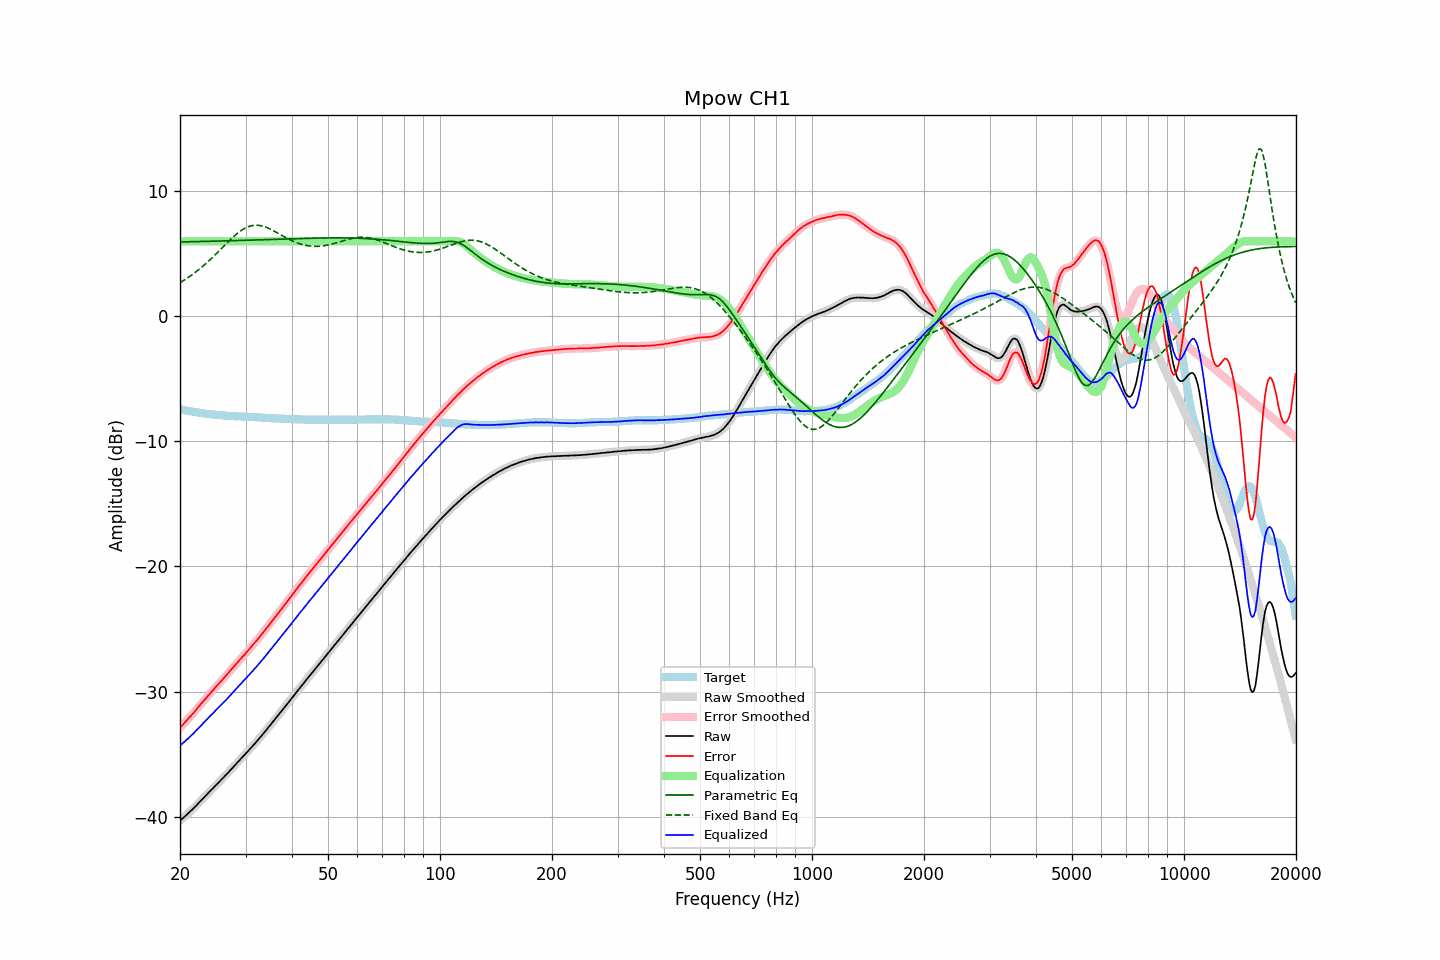 Mpow CH1
Amplitude (dBr)
10
0
−10
−20
−30
−40
Target
Raw Smoothed
Error Smoothed
Raw
Error
Equalization
Parametric Eq
Fixed Band Eq
Equalized
20 50 100 200 500 1000 2000 5000 10000 20000
Frequency (Hz)